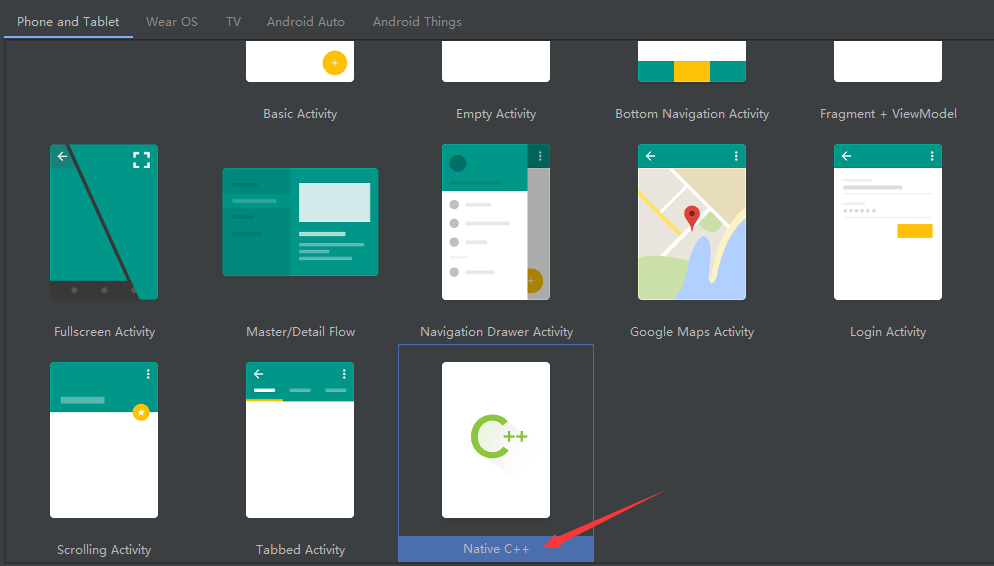 Phone and Tablet Wear OS TV Android Auto Android Things
Basic Activity Empty Activity Bottom Navigation Activity Fragment + ViewModel
Fullscreen Activity Master/Detail Flow Navigation Drawer Activity Google Maps Activity Login Activity
C++
Scrolling Activity Tabbed Activity Native C++